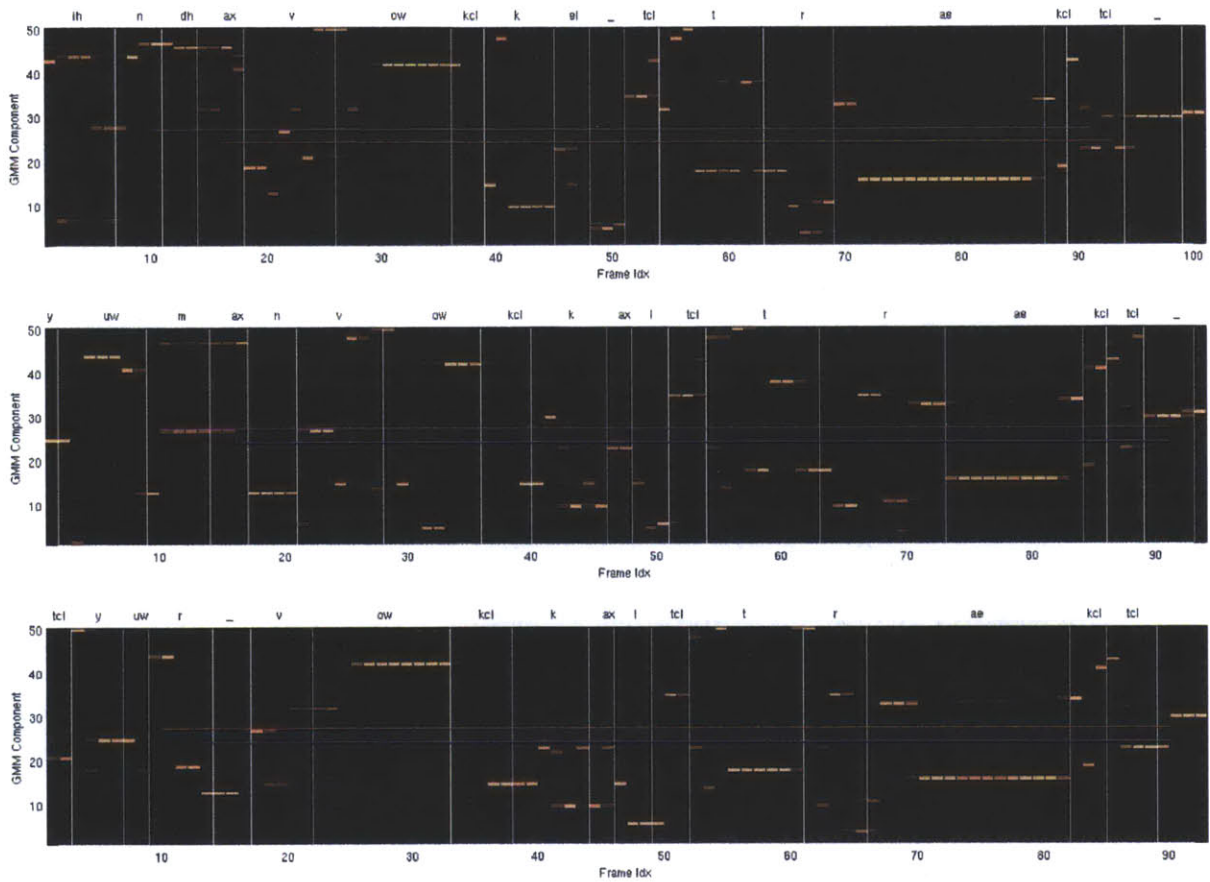 ih n dh ax v ow kcl k el _ tcl t r ae kcl tcl _
50
40
30
20
10
GMM Component
10 20 30 40 50 60 70 80 90 100
Frame Idx
y uw m ax n v ow kcl k ax l tcl t r ae kcl tcl _
50
40
30
20
10
GMM Component
10 20 30 40 50 60 70 80 90
Frame Idx
tcl y uw r _ v ow kcl k ax l tcl t r ae kcl tcl
50
40
30
20
10
GMM Component
10 20 30 40 50 60 70 80 90
Frame Idx